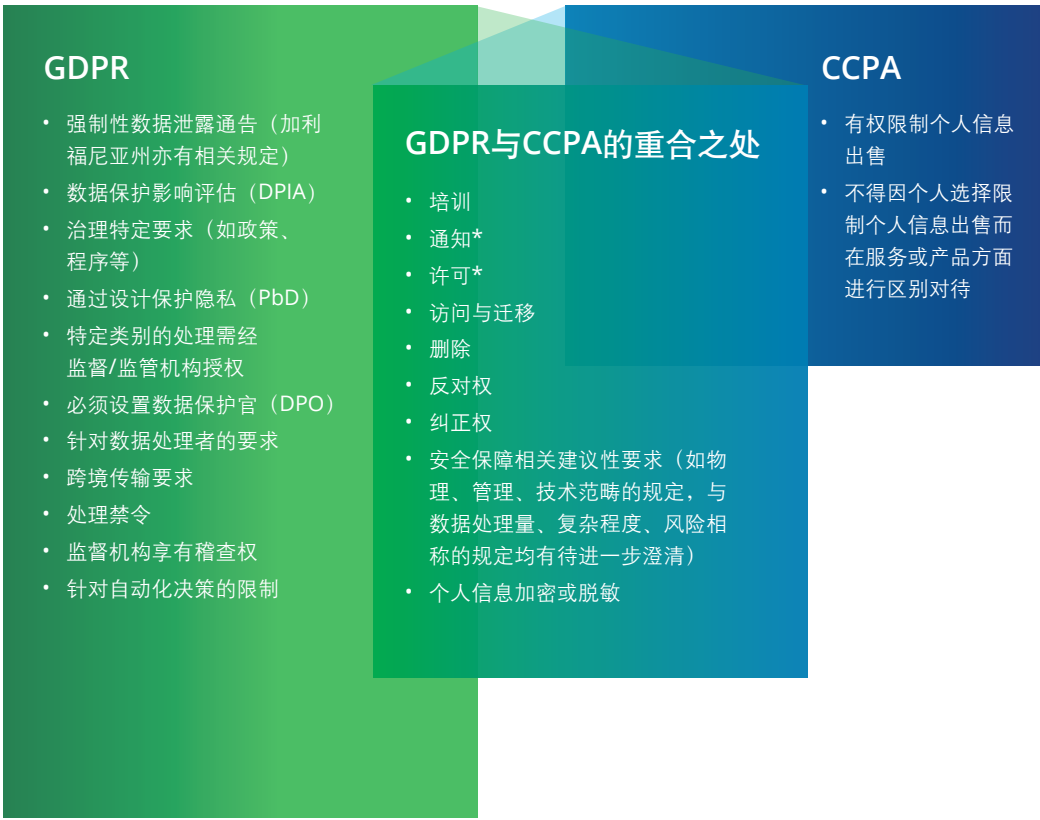 GDPR
• 强制性数据泄露通告（加利
福尼亚州亦有相关规定）
• 数据保护影响评估（DPIA）
• 治理特定要求（如政策、
程序等）
• 通过设计保护隐私（PbD）
• 特定类别的处理需经
监督/监管机构授权
• 必须设置数据保护官（DPO）
• 针对数据处理者的要求
• 跨境传输要求
• 处理禁令
• 监督机构享有稽查权
• 针对自动化决策的限制
GDPR与CCPA的重合之处
• 培训
• 通知*
• 许可*
• 访问与迁移
• 删除
• 反对权
• 纠正权
• 安全保障相关建议性要求（如物
理、管理、技术范畴的规定，与
数据处理量、复杂程度、风险相
称的规定均有待进一步澄清）
• 个人信息加密或脱敏
CCPA
• 有权限制个人信息
出售
• 不得因个人选择限
制个人信息出售而
在服务或产品方面
进行区别对待